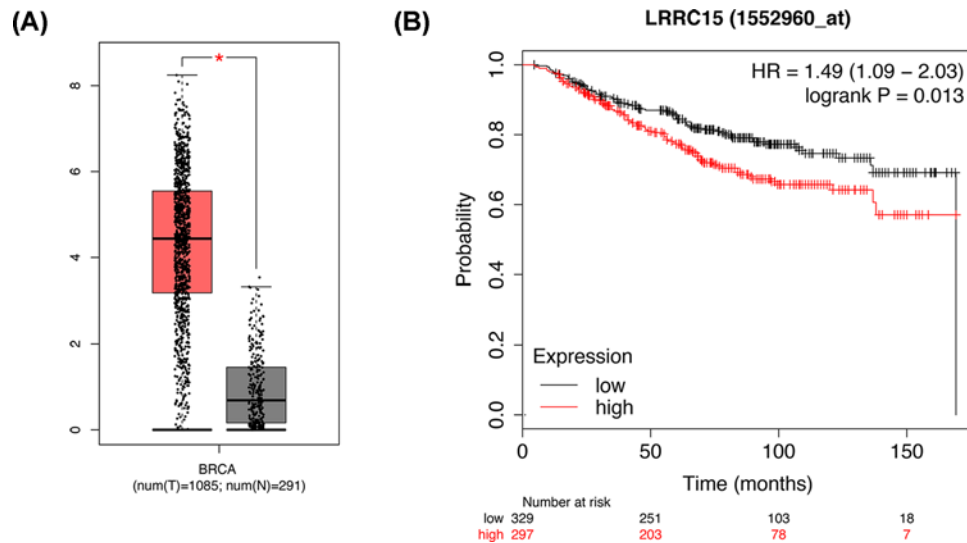 (A)
*
8
6
4
2
0
BRCA
(num(T)=1085; num(N)=291)
(B)
LRRC15 (1552960_at)
HR = 1.49 (1.09 – 2.03)
logrank P = 0.013
1.0
0.8
0.6
0.4
0.2
0.0
Probability
Expression
low
high
0 50 100 150
Time (months)
Number at risk
low 329 251 103 18
high 297 203 78 7